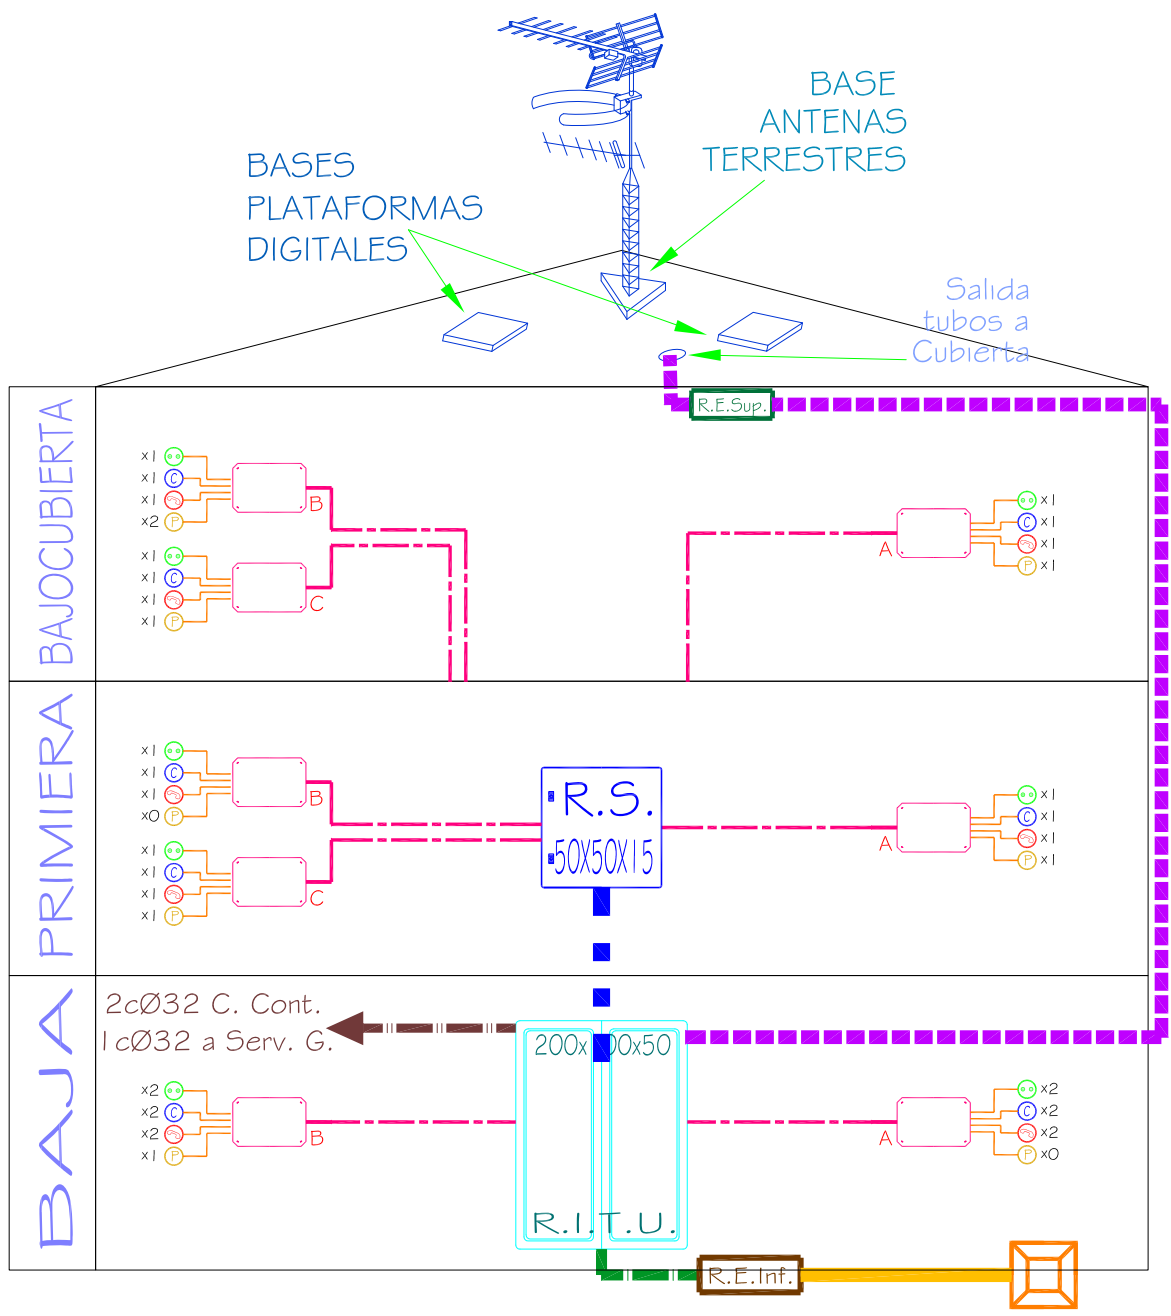 BASE
ANTENAS
TERRESTRES
BASES
PLATAFORMAS
DIGITALES
Salida
tubos a
Cubierta
R.E.Sup.
BAJOCUBIERTA
x1
x1 C
x1
x2 P
B
x1
x1 C
x1
x1 P
C
A
x1
C x1
x1
P x1
PRIMIERA
x1
x1 C
x1
x0 P
B
x1
x1 C
x1
x1 P
C
R.S.
50X50X15
A
x1
C x1
x1
P x1
BAJA
2cØ32 C. Cont.
1cØ32 a Serv. G.
200x 00x50
x2
x2 C
x2
x1 P
B
A
x2
C x2
x2
P x0
R.I.T.U.
R.E.Inf.